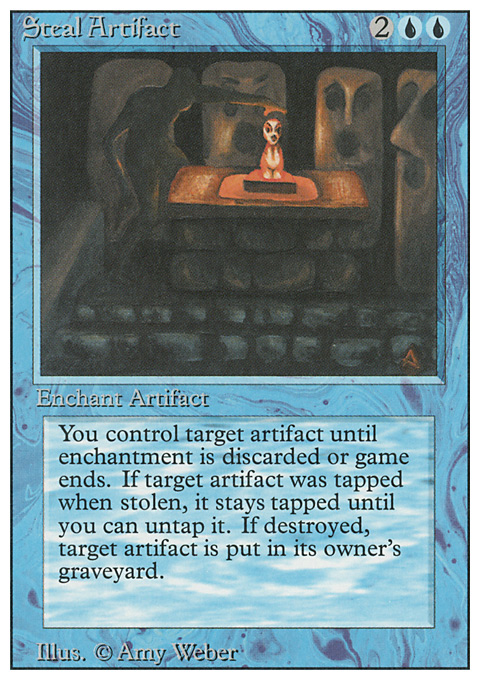 Steal Artifact 2
A
Enchant Artifact
You control target artifact until
enchantment is discarded or game
ends. If target artifact was tapped
when stolen, it stays tapped until
you can untap it. If destroyed,
target artifact is put in its owner's
graveyard.
Illus. © Amy Weber